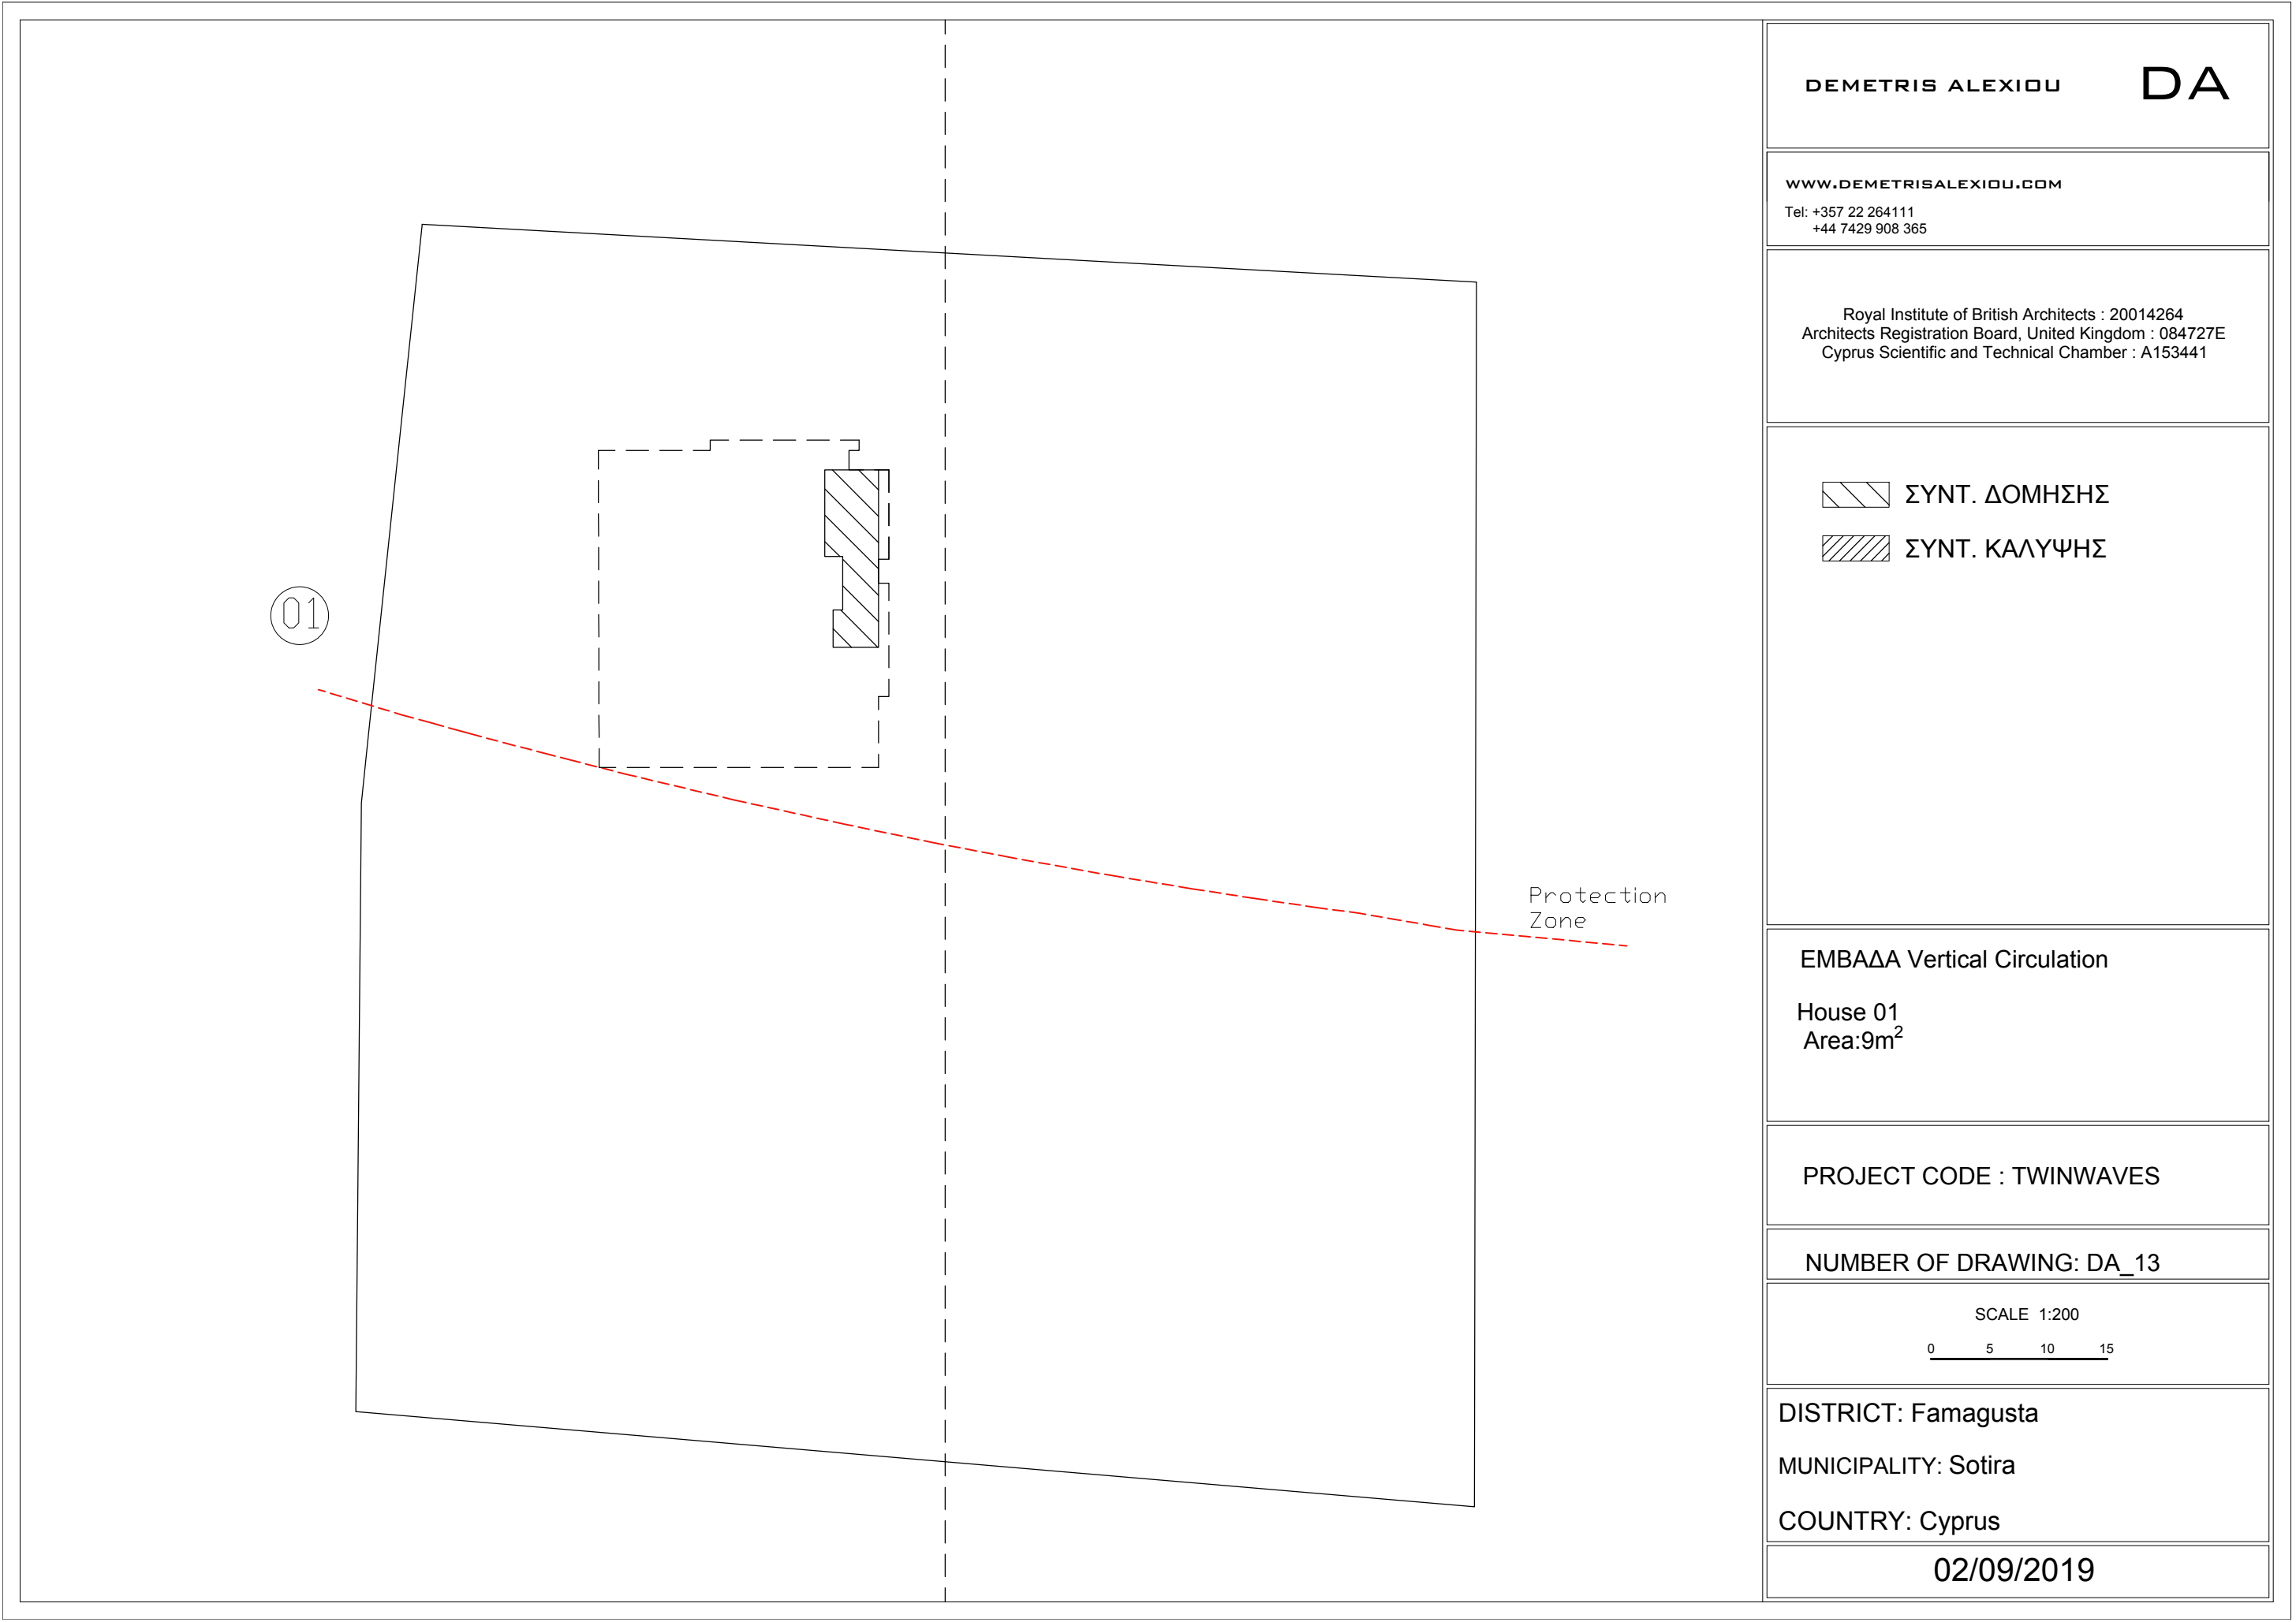 01
Protection
Zone
DEMETRIS ALEXIOU DA
WWW.DEMETRISALEXIOU.COM
Tel: +357 22 264111
+44 7429 908 365
Royal Institute of British Architects : 20014264
Architects Registration Board, United Kingdom : 084727E
Cyprus Scientific and Technical Chamber : A153441
ΣΥΝΤ. ΔΟΜΗΣΗΣ
ΣΥΝΤ. ΚΑΛΥΨΗΣ
ΕΜΒΑΔΑ Vertical Circulation
House 01
Area:9m²
PROJECT CODE : TWINWAVES
NUMBER OF DRAWING: DA_13
SCALE 1:200
0 5 10 15
DISTRICT: Famagusta
MUNICIPALITY: Sotira
COUNTRY: Cyprus
02/09/2019